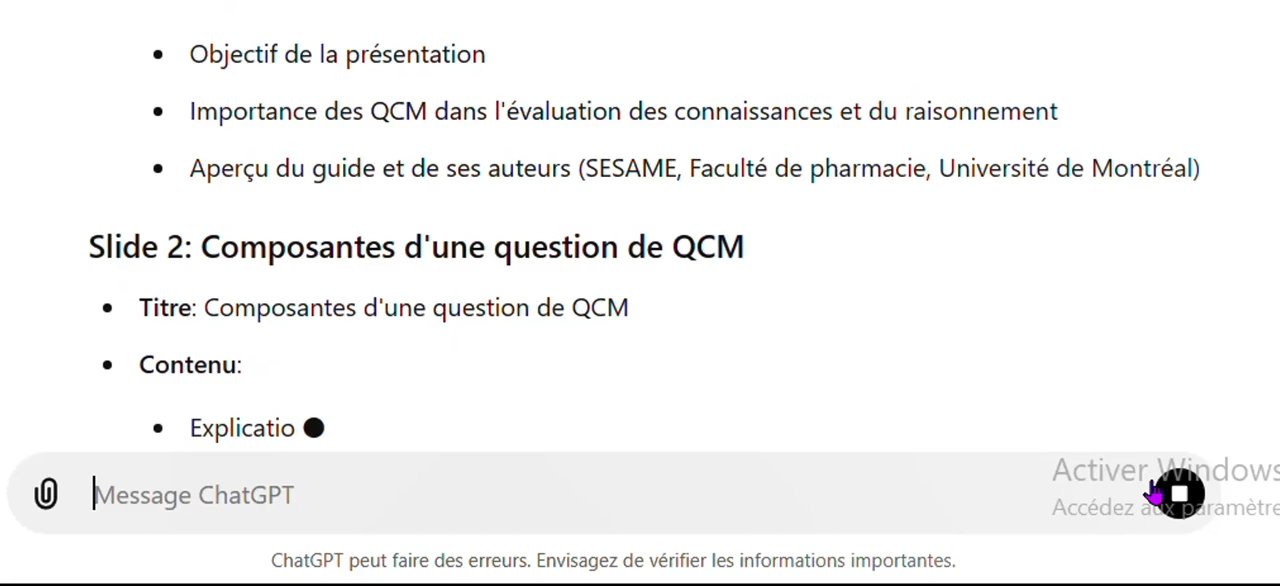 Objectif de la présentation
Importance des QCM dans l'évaluation des connaissances et du raisonnement
Aperçu du guide et de ses auteurs (SESAME, Faculté de pharmacie, Université de Montréal)
Slide 2: Composantes d'une question de QCM
Titre: Composantes d'une question de QCM
Contenu:
Explicatio
Message ChatGPT
Activer Windows
Accédez aux paramètre
ChatGPT peut faire des erreurs. Envisagez de vérifier les informations importantes.